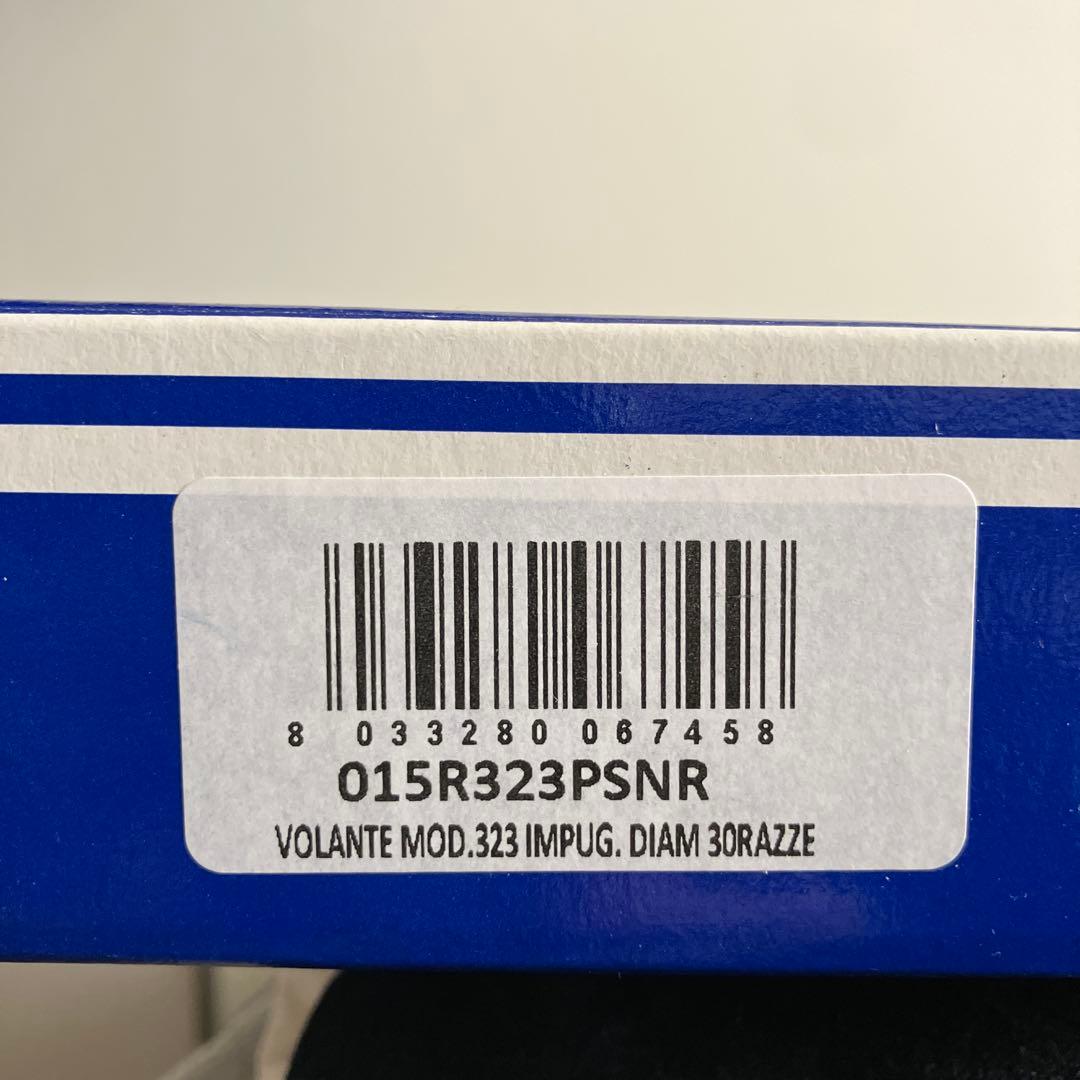 8 033280 067458
015R323PSNR
VOLANTE MOD.323 IMPUG. DIAM 30RAZZE